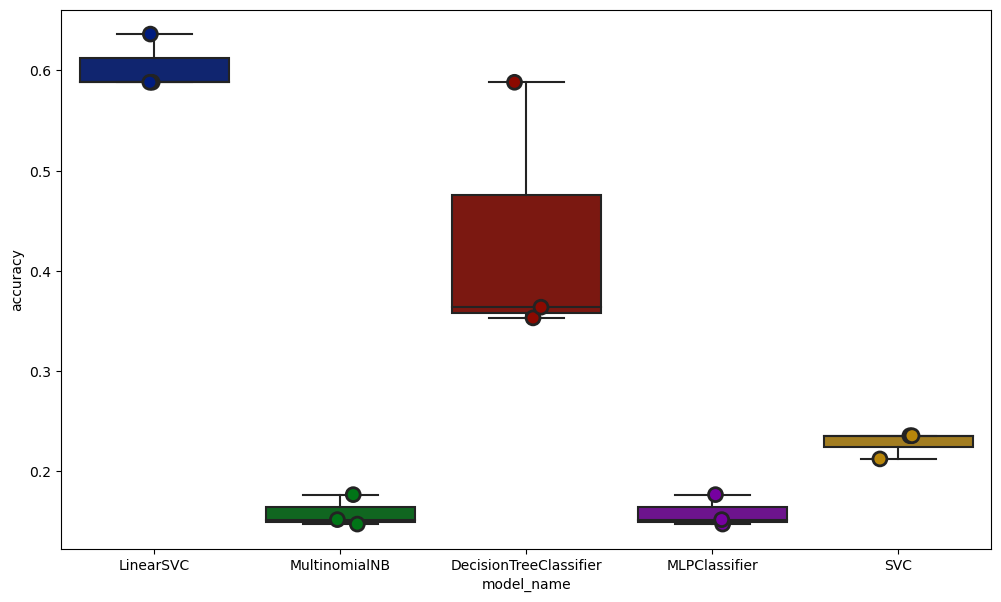 0.6
0.5
0.4
0.3
0.2
accuracy
LinearSVC
MultinomialNB
DecisionTreeClassifier
MLPClassifier
SVC
model_name